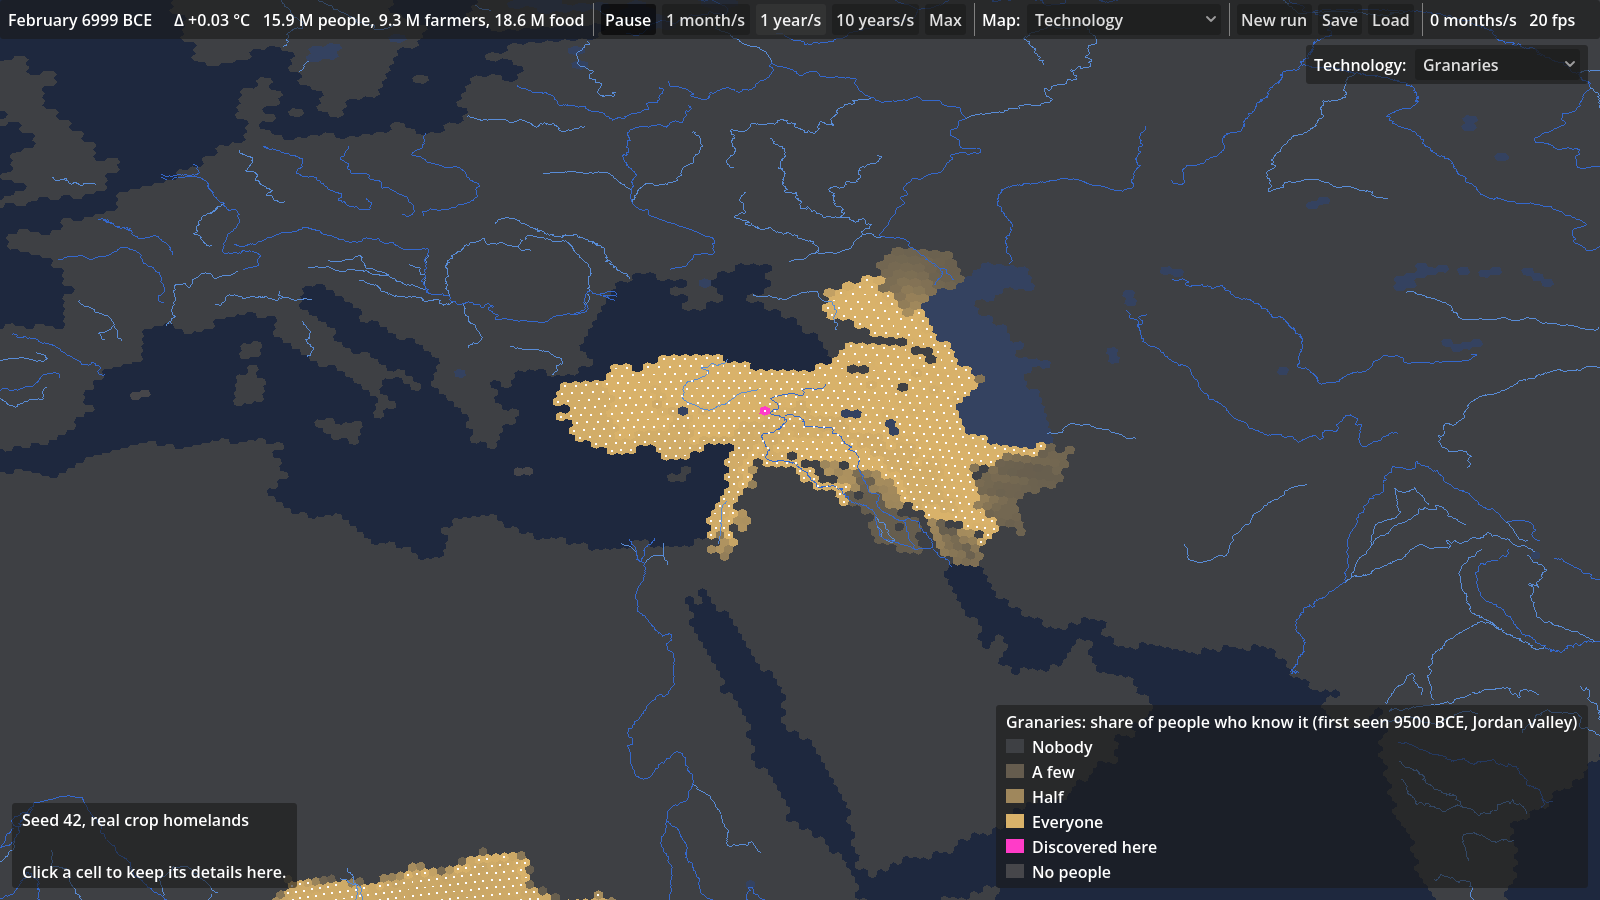 February 6999 BCE Δ +0.03 °C 15.9 M people, 9.3 M farmers, 18.6 M food Pause 1 month/s 1 year/s 10 years/s Max Map: Technology New run Save Load 0 months/s 20 fps
Technology: Granaries
Granaries: share of people who know it (first seen 9500 BCE, Jordan valley)
Nobody
A few
Half
Everyone
Discovered here
No people
Seed 42, real crop homelands
Click a cell to keep its details here.